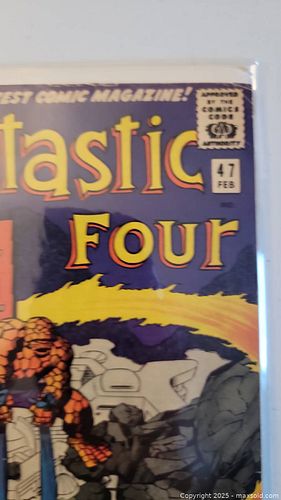 EST COMIC MAGAZINE!
APPROVED
BY THE
COMICS
CODE
AUTHORITY
tastic
47
FEB
FOUR
Copyright 2025 - maxsold.com